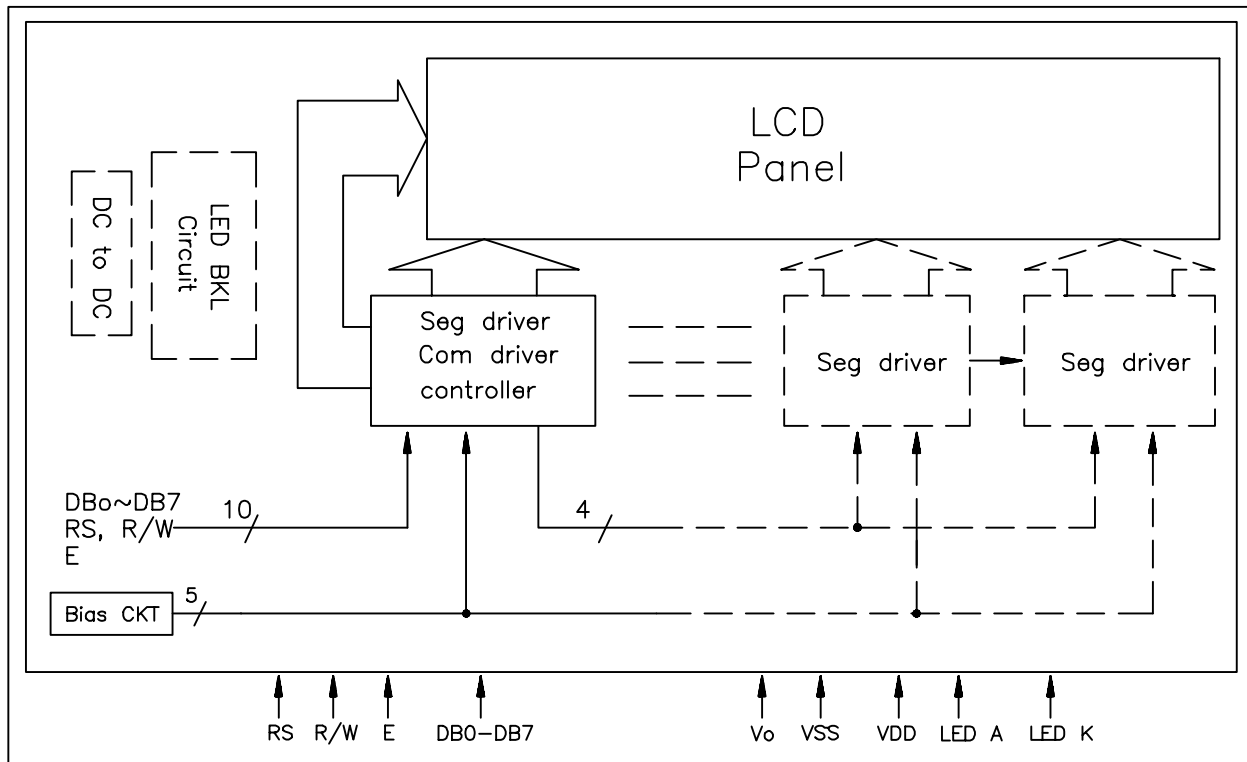 LCD
Panel
DC to DC
LED BKL
Circuit
Seg driver
Com driver
controller
Seg driver
Seg driver
DBo~DB7
RS, R/W
E
10
4
Bias CKT
5
RS
R/W
E
DB0-DB7
Vo
VSS
VDD
LED A
LED K